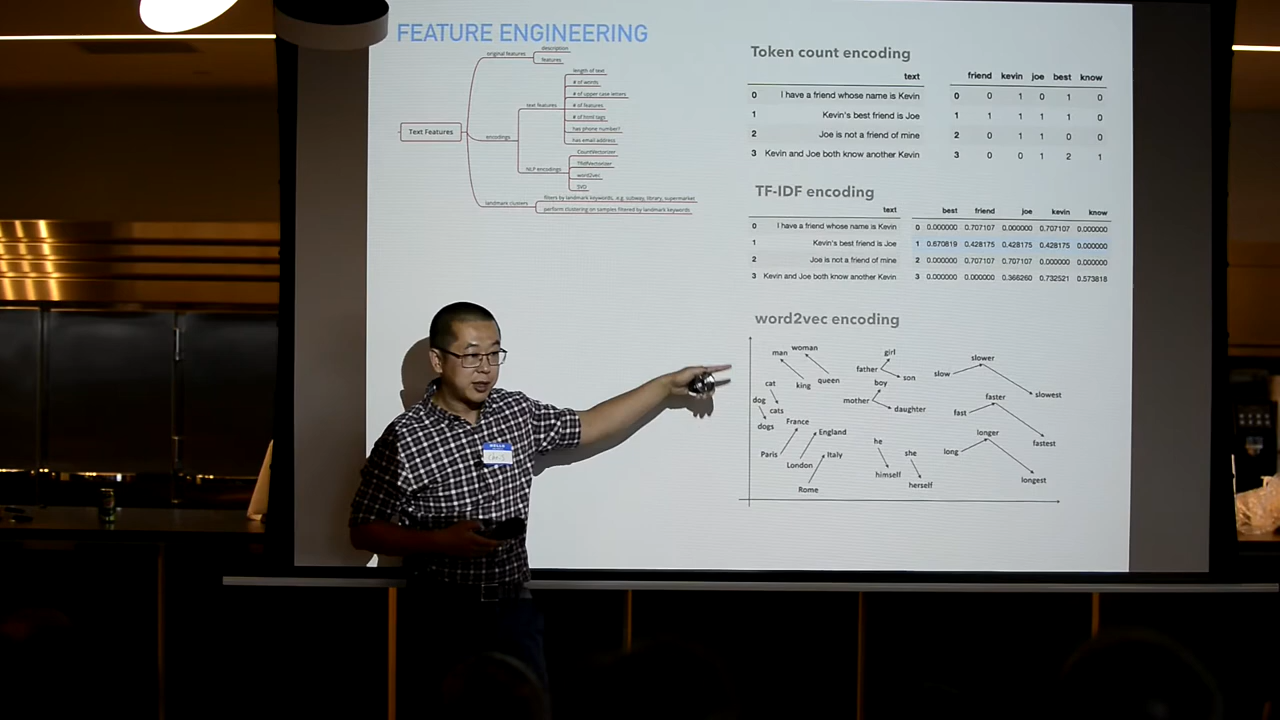 FEATURE ENGINEERING
Text Features
original features
description
features
encodings
text features
length of text
# of words
# of upper case letters
# of features
# of html tags
has phone number?
has email address
NLP encodings
CountVectorizer
TfidfVectorizer
word2vec
SVD
landmark clusters
filters by landmark keywords, e.g. subway, library, supermarket
perform clustering on samples filtered by landmark keywords
Token count encoding
text friend kevin joe best know
0 I have a friend whose name is Kevin 0 0 1 0 1 0
1 Kevin's best friend is Joe 1 1 1 1 1 0
2 Joe is not a friend of mine 2 0 1 1 0 0
3 Kevin and Joe both know another Kevin 3 0 0 1 2 1
TF-IDF encoding
text best friend joe kevin know
0 I have a friend whose name is Kevin 0 0.000000 0.707107 0.000000 0.707107 0.000000
1 Kevin's best friend is Joe 1 0.670819 0.428175 0.428175 0.428175 0.000000
2 Joe is not a friend of mine 2 0.000000 0.707107 0.707107 0.000000 0.000000
3 Kevin and Joe both know another Kevin 3 0.000000 0.000000 0.366260 0.732521 0.573818
word2vec encoding
man woman
king queen
cat
dog cats
dogs
France
England
Paris Italy
London
Rome
girl
father son
boy
mother daughter
he
she
himself
herself
slower
slow
slowest
faster
fast
fastest
longer
long
longest
HELLO
Chris